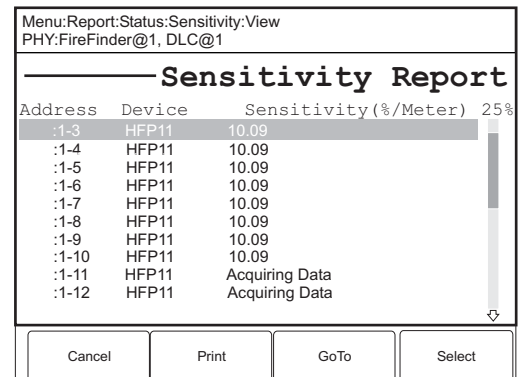 Menu:Report:Status:Sensitivity:View
PHY:FireFinder@1, DLC@1
Sensitivity Report
Address Device Sensitivity(%/Meter) 25%
:1-3 HFP11 10.09
:1-4 HFP11 10.09
:1-5 HFP11 10.09
:1-6 HFP11 10.09
:1-7 HFP11 10.09
:1-8 HFP11 10.09
:1-9 HFP11 10.09
:1-10 HFP11 10.09
:1-11 HFP11 Acquiring Data
:1-12 HFP11 Acquiring Data
Cancel Print GoTo Select